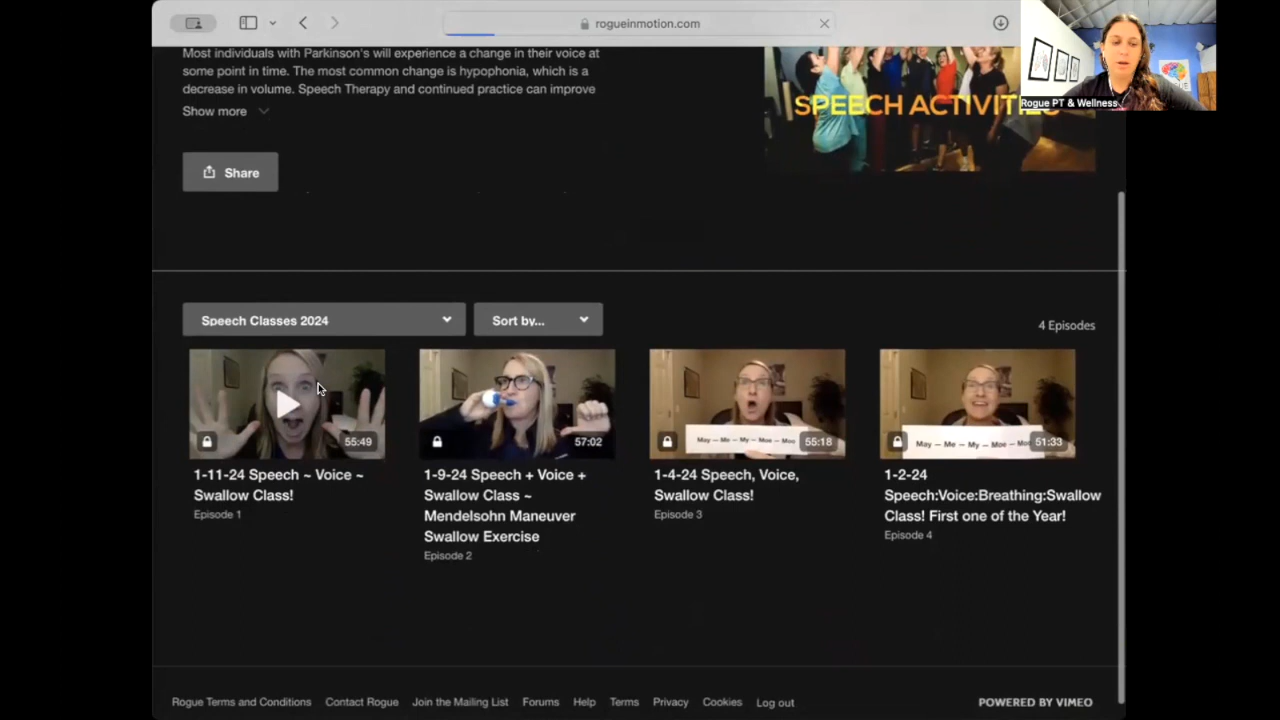 rogueinmotion.com
Most individuals with Parkinson's will experience a change in their voice at
some point in time. The most common change is hypophonia, which is a
decrease in volume. Speech Therapy and continued practice can improve
Show more
SPEECH ACTIVITIES
Rogue PT & Wellness
Share
Speech Classes 2024
Sort by...
4 Episodes
55:49
57:02
May – Me – My – Moe – Moo
55:18
May – Me – My – Moe –
51:33
1-11-24 Speech ~ Voice ~
Swallow Class!
Episode 1
1-9-24 Speech + Voice +
Swallow Class ~
Mendelsohn Maneuver
Swallow Exercise
Episode 2
1-4-24 Speech, Voice,
Swallow Class!
Episode 3
1-2-24
Speech:Voice:Breathing:Swallow
Class! First one of the Year!
Episode 4
Rogue Terms and Conditions
Contact Rogue
Join the Mailing List
Forums
Help
Terms
Privacy
Cookies
Log out
POWERED BY VIMEO